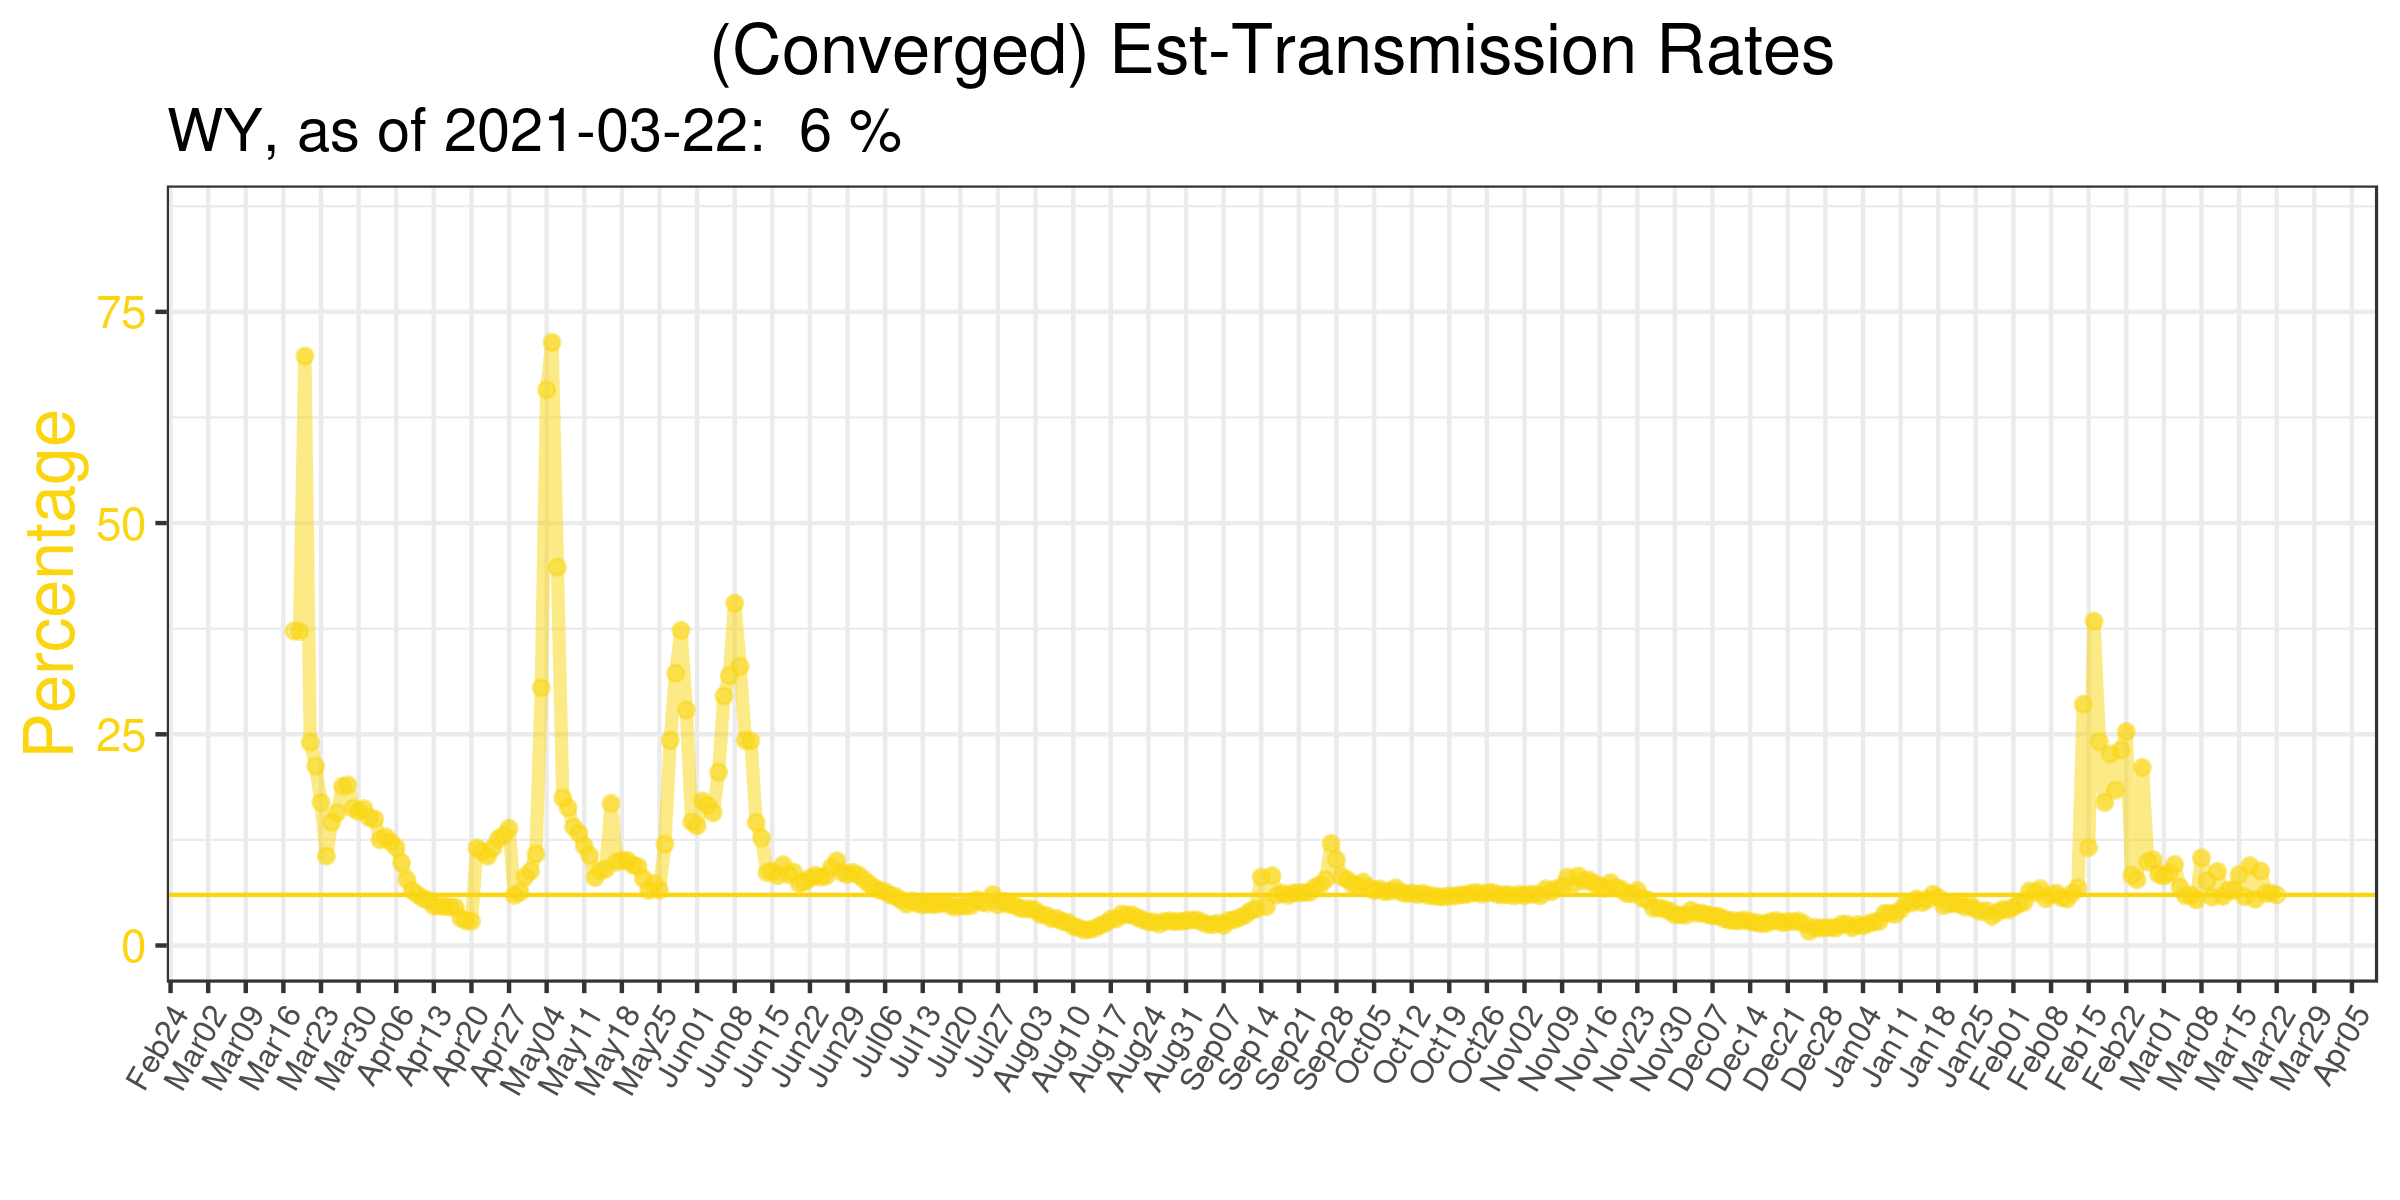 (Converged) Est-Transmission Rates
WY, as of 2021-03-22:  6 %
Percentage
75
50
25
0
Feb24
Mar02
Mar09
Mar16
Mar23
Mar30
Apr06
Apr13
Apr20
Apr27
May04
May11
May18
May25
Jun01
Jun08
Jun15
Jun22
Jun29
Jul06
Jul13
Jul20
Jul27
Aug03
Aug10
Aug17
Aug24
Aug31
Sep07
Sep14
Sep21
Sep28
Oct05
Oct12
Oct19
Oct26
Nov02
Nov09
Nov16
Nov23
Nov30
Dec07
Dec14
Dec21
Dec28
Jan04
Jan11
Jan18
Jan25
Feb01
Feb08
Feb15
Feb22
Mar01
Mar08
Mar15
Mar22
Mar29
Apr05